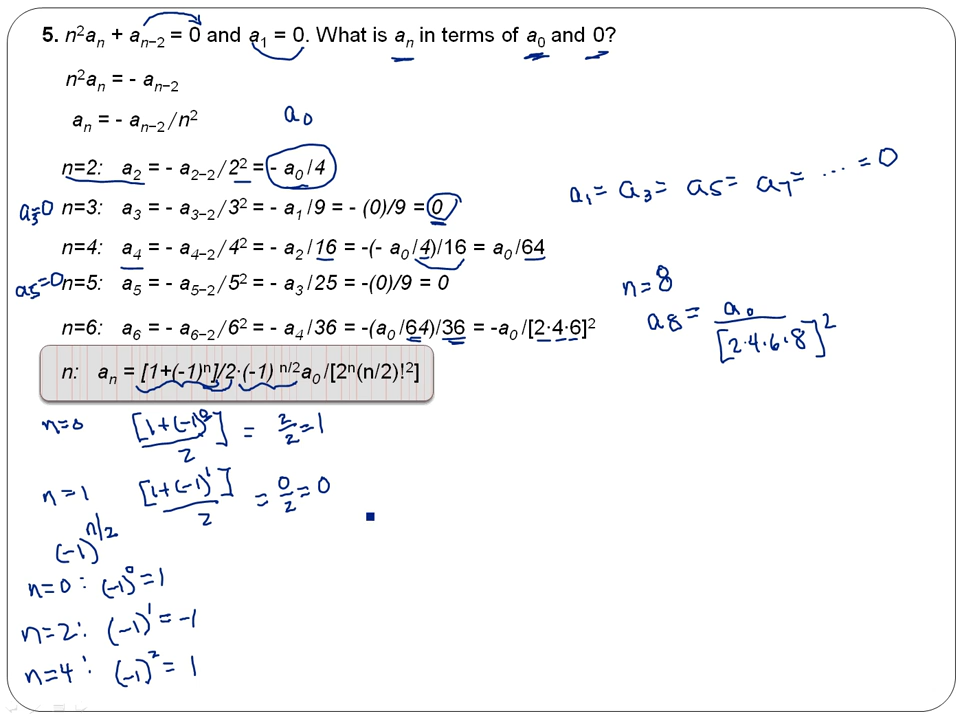 5. n²aₙ + aₙ₋₂ = 0 and a₁ = 0. What is aₙ in terms of a₀ and 0?
n²aₙ = - aₙ₋₂
aₙ = - aₙ₋₂ / n²
a₀
n=2: a₂ = - a₂₋₂ / 2² = - a₀ /4
a₁ = a₃ = a₅ = a₇ = ... = 0
a₃=0 n=3: a₃ = - a₃₋₂ / 3² = - a₁ /9 = - (0)/9 = 0
n=4: a₄ = - a₄₋₂ / 4² = - a₂ /16 = -(- a₀ /4)/16 = a₀ /64
a₅=0 n=5: a₅ = - a₅₋₂ / 5² = - a₃ /25 = -(0)/9 = 0
n=8
n=6: a₆ = - a₆₋₂ / 6² = - a₄ /36 = -(a₀ /64)/36 = -a₀ /[2·4·6]²
a₈ = a₀ / [2·4·6·8]²
n: aₙ = [1+(-1)ⁿ]/2·(-1) ⁿ/²a₀ /[2ⁿ(n/2)!²]
n=0 [1+(-1)⁰]/2 = 2/2 = 1
n=1 [1+(-1)¹]/2 = 0/2 = 0
(-1)ⁿ/²
n=0: (-1)⁰ = 1
n=2: (-1)¹ = -1
n=4: (-1)² = 1